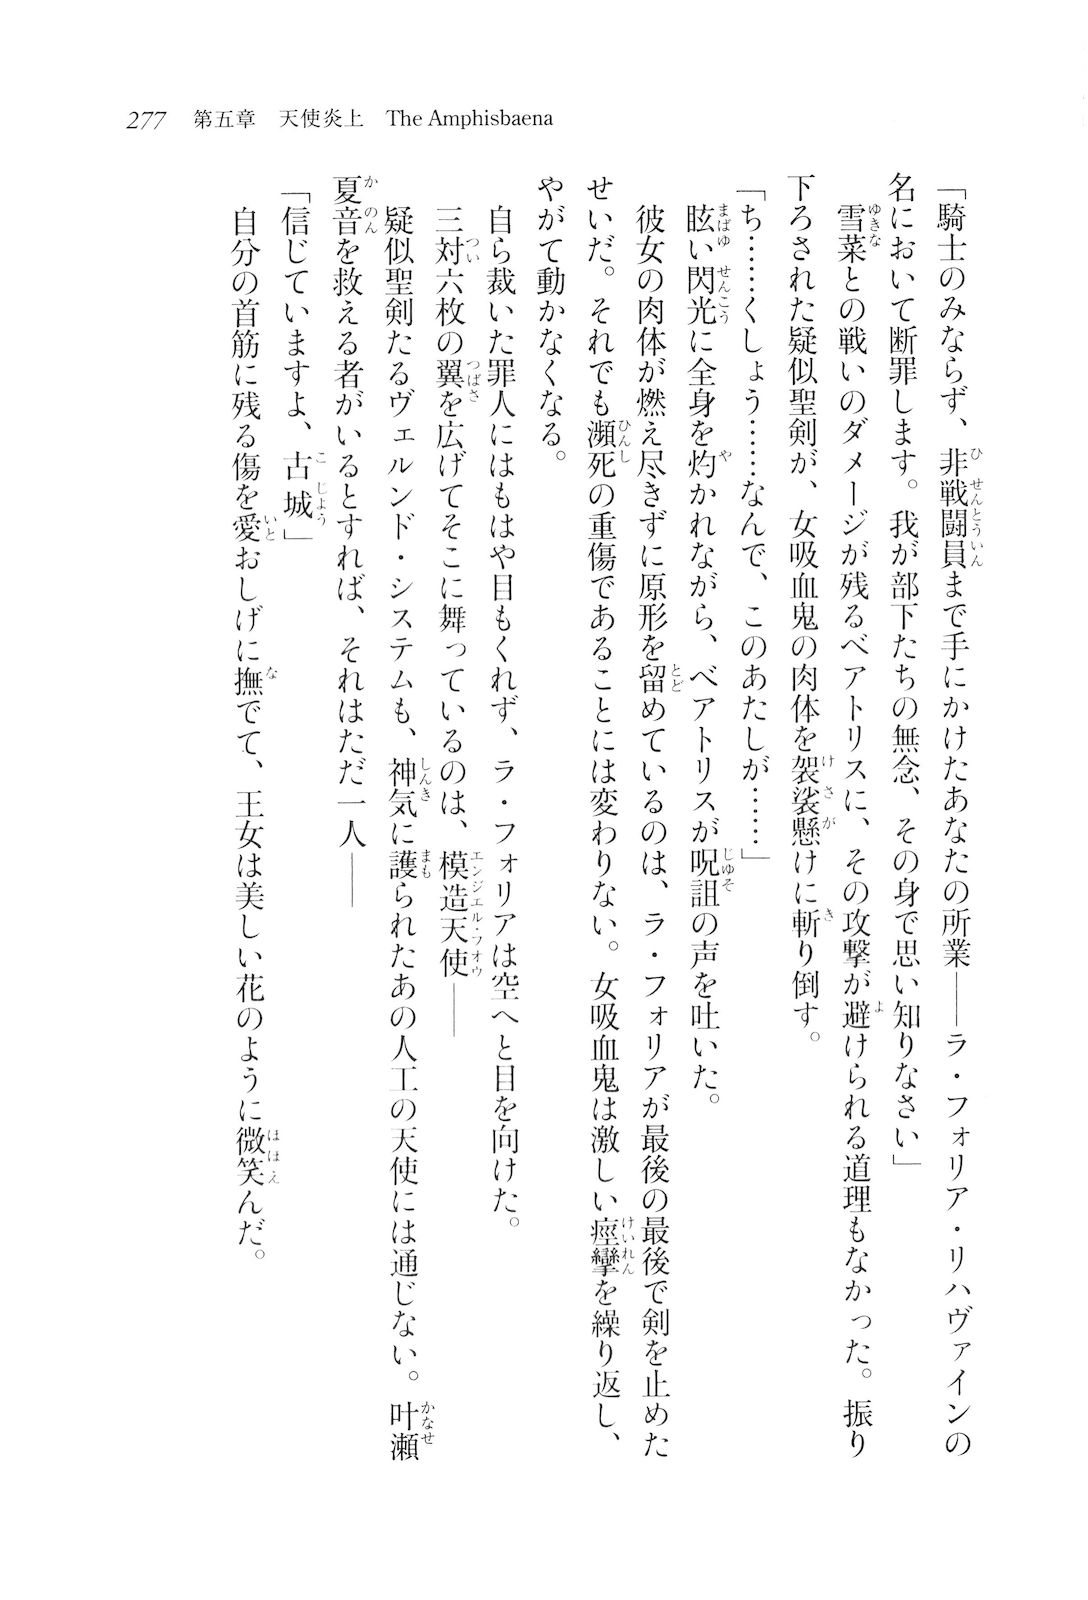 277　第五章　天使炎上　The Amphisbaena
「騎士のみならず、非戦闘員まで手にかけたあなたの所業――ラ・フォリア・リハヴァインの
名において断罪します。我が部下たちの無念、その身で思い知りなさい」
　雪菜との戦いのダメージが残るベアトリスに、その攻撃が避けられる道理もなかった。振り
下ろされた疑似聖剣が、女吸血鬼の肉体を袈裟懸けに斬り倒す。
「ち……くしょう……なんで、このあたしが……」
　眩い閃光に全身を灼かれながら、ベアトリスが呪詛の声を吐いた。
　彼女の肉体が燃え尽きずに原形を留めているのは、ラ・フォリアが最後の最後で剣を止めた
せいだ。それでも瀕死の重傷であることには変わりない。女吸血鬼は激しい痙攣を繰り返し、
やがて動かなくなる。
　自ら裁いた罪人にはもはや目もくれず、ラ・フォリアは空へと目を向けた。
　三対六枚の翼を広げてそこに舞っているのは、模造天使――
　疑似聖剣たるヴェルンド・システムも、神気に護られたあの人工の天使には通じない。叶瀬
夏音を救える者がいるとすれば、それはただ一人――
「信じていますよ、古城」
　自分の首筋に残る傷を愛おしげに撫でて、王女は美しい花のように微笑んだ。